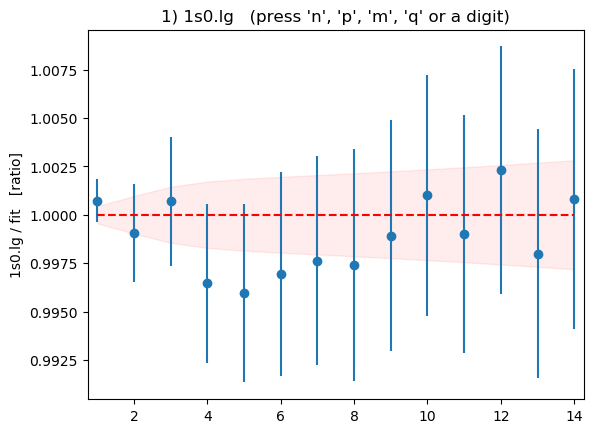 1) 1s0.lg   (press 'n', 'p', 'm', 'q' or a digit)
1s0.lg / fit   [ratio]
1.0075
1.0050
1.0025
1.0000
0.9975
0.9950
0.9925
2 4 6 8 10 12 14